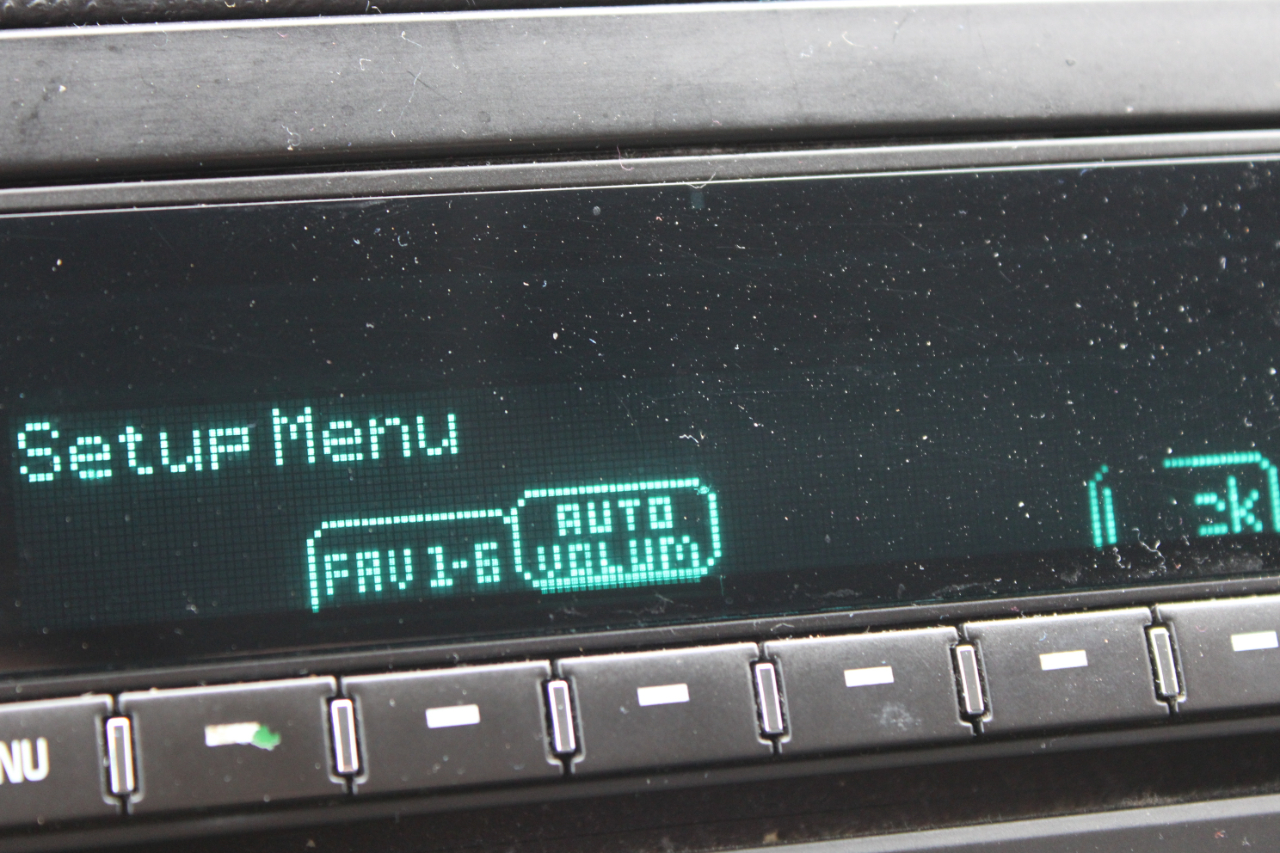 Setup Menu
FAV 1-6
AUTO
VOLUM
NU